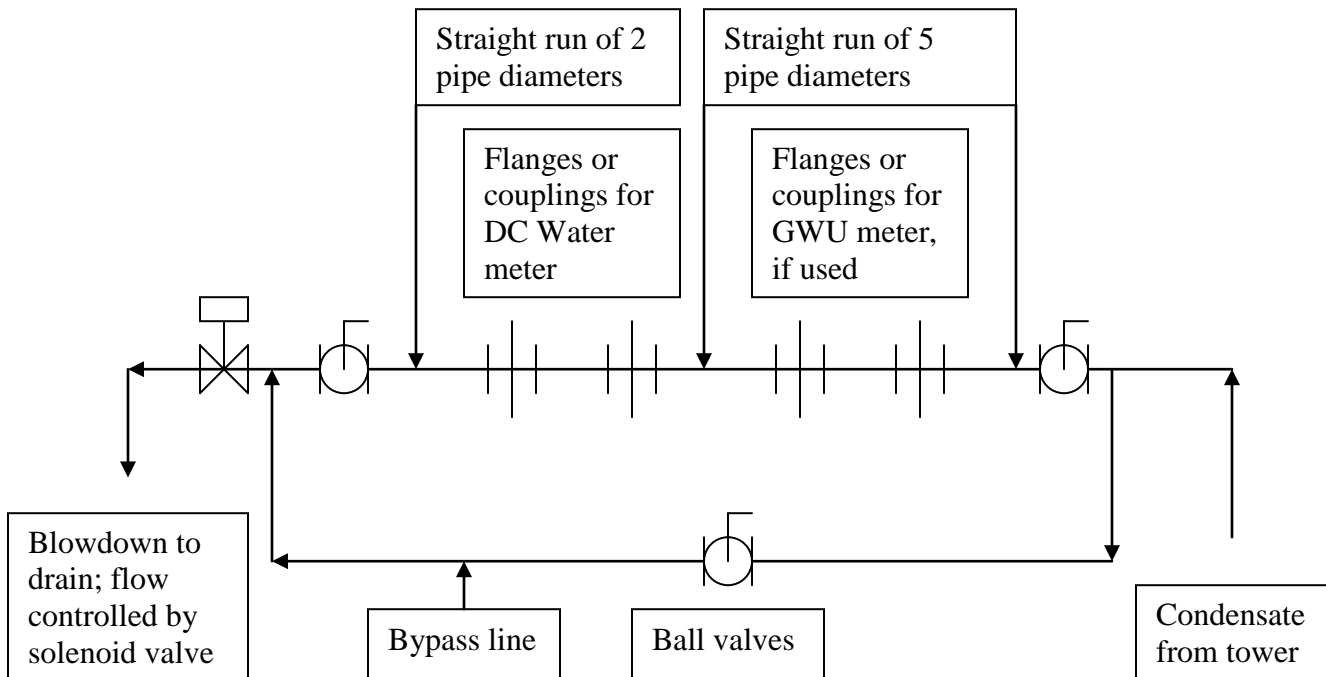 Straight run of 2
pipe diameters
Straight run of 5
pipe diameters
Flanges or
couplings for
DC Water
meter
Flanges or
couplings for
GWU meter,
if used
Blowdown to
drain; flow
controlled by
solenoid valve
Bypass line
Ball valves
Condensate
from tower